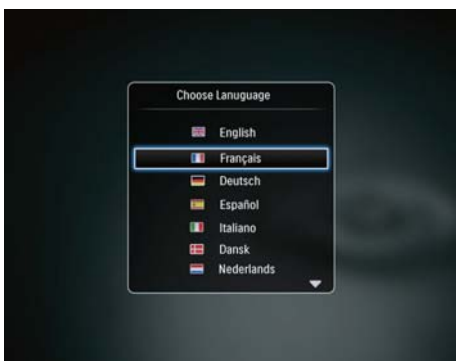 Choose Lanuguage
English
Français
Deutsch
Español
Italiano
Dansk
Nederlands